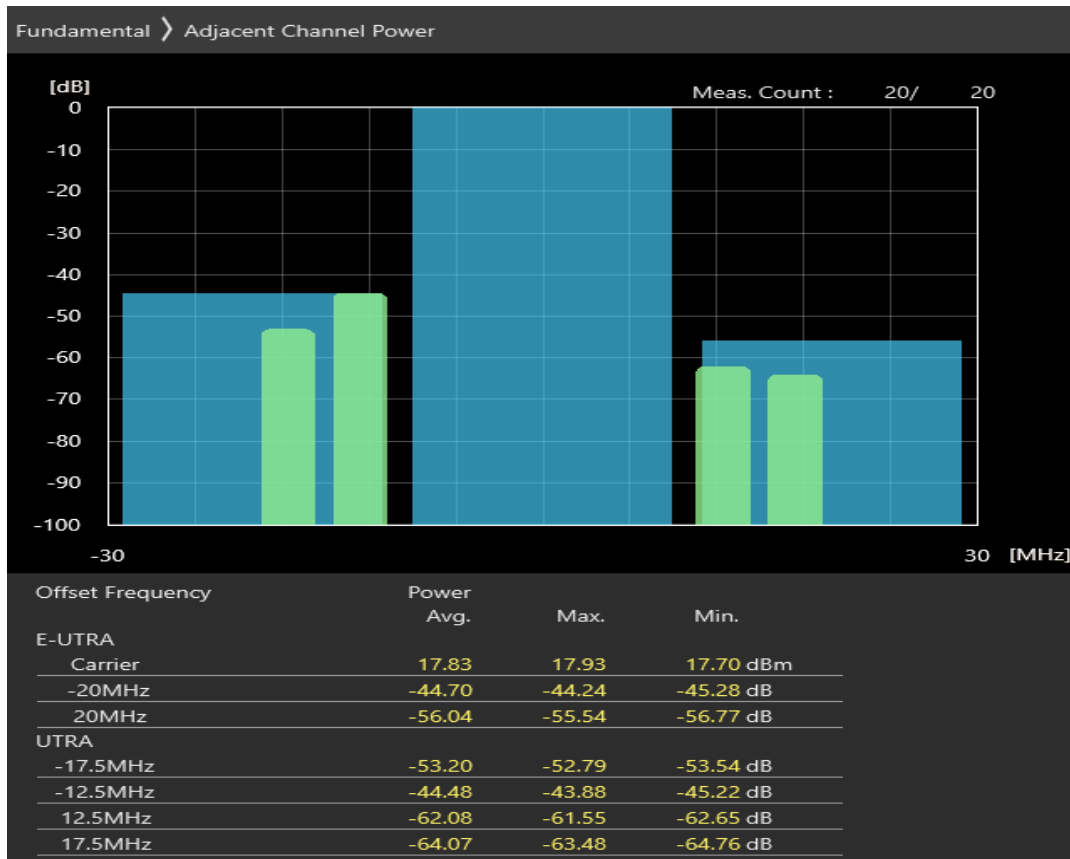 Fundamental ❯ Adjacent Channel Power
[dB]
Meas. Count : 20/ 20
0
-10
-20
-30
-40
-50
-60
-70
-80
-90
-100
-30 30 [MHz]
Offset Frequency Power
Avg. Max. Min.
E-UTRA
Carrier 17.83 17.93 17.70 dBm
-20MHz -44.70 -44.24 -45.28 dB
20MHz -56.04 -55.54 -56.77 dB
UTRA
-17.5MHz -53.20 -52.79 -53.54 dB
-12.5MHz -44.48 -43.88 -45.22 dB
12.5MHz -62.08 -61.55 -62.65 dB
17.5MHz -64.07 -63.48 -64.76 dB